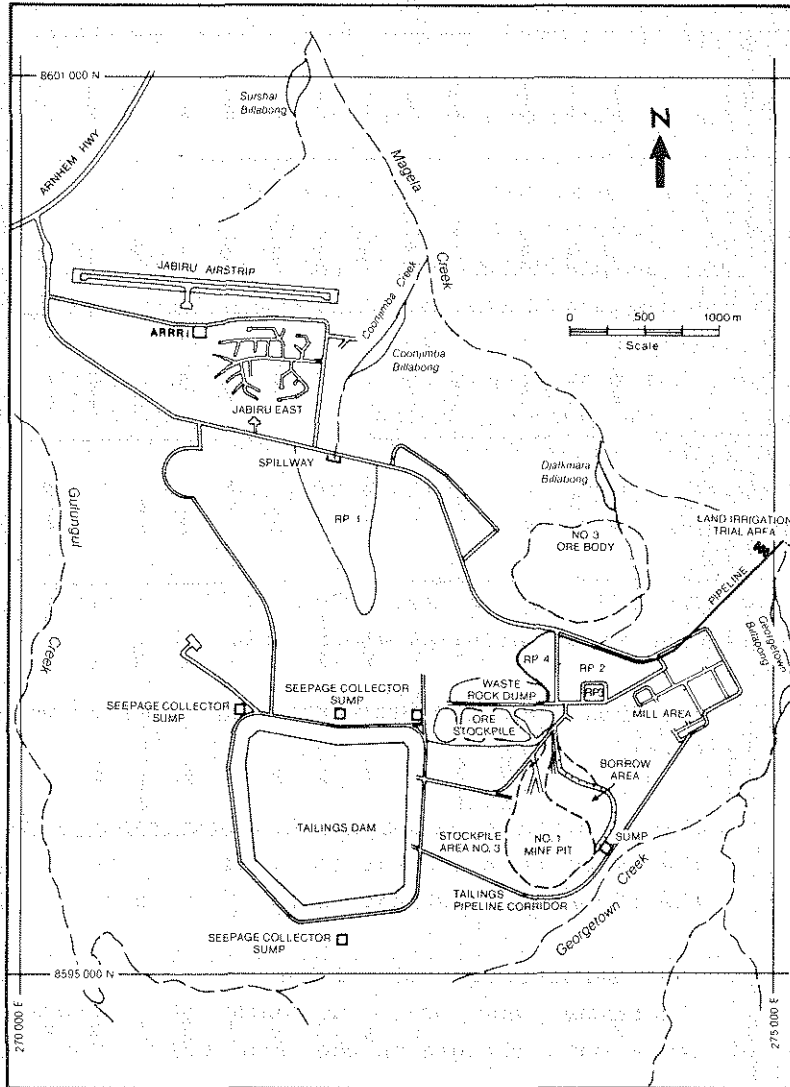 8601 000 N
Surshai
Billabong
N
ARNHEM HWY
Magela
Creek
JABIRU AIRSTRIP
Coonjimba Creek
0 500 1000 m
Scale
ARRRI
Coonjimba
Billabong
JABIRU EAST
SPILLWAY
Djalkmara
Billabong
Gulungul
Creek
RP 1
LAND IRRIGATION
TRIAL AREA
NO. 3
ORE BODY
PIPELINE
Georgetown
Billabong
RP 4
RP 2
RP3
WASTE
ROCK DUMP
MILL AREA
SEEPAGE COLLECTOR
SUMP
SEEPAGE COLLECTOR
SUMP
ORE
STOCKPILE
BORROW
AREA
TAILINGS DAM
STOCKPILE
AREA NO. 3
NO. 1
MINE PIT
SUMP
TAILINGS
PIPELINE CORRIDOR
Georgetown
Creek
SEEPAGE COLLECTOR
SUMP
8595 000 N
270 000 E
275 000 E